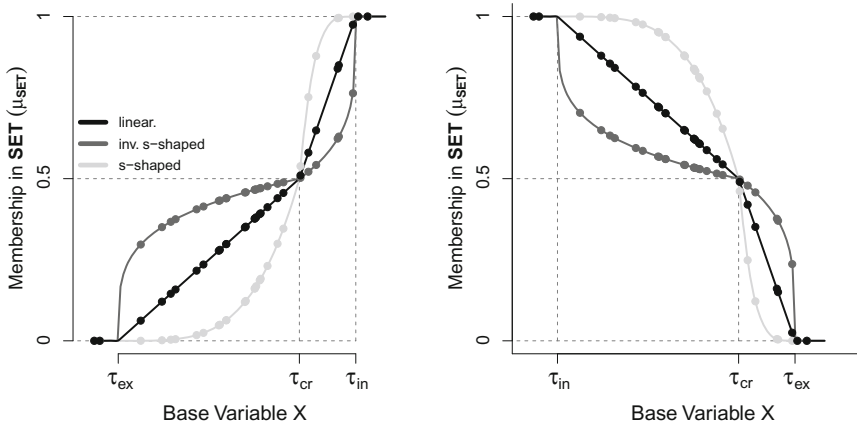 Membership in SET (μSET)
1
0.5
0
linear.
inv. s−shaped
s−shaped
τex
τcr
τin
Base Variable X
Membership in SET (μSET)
1
0.5
0
τin
τcr
τex
Base Variable X